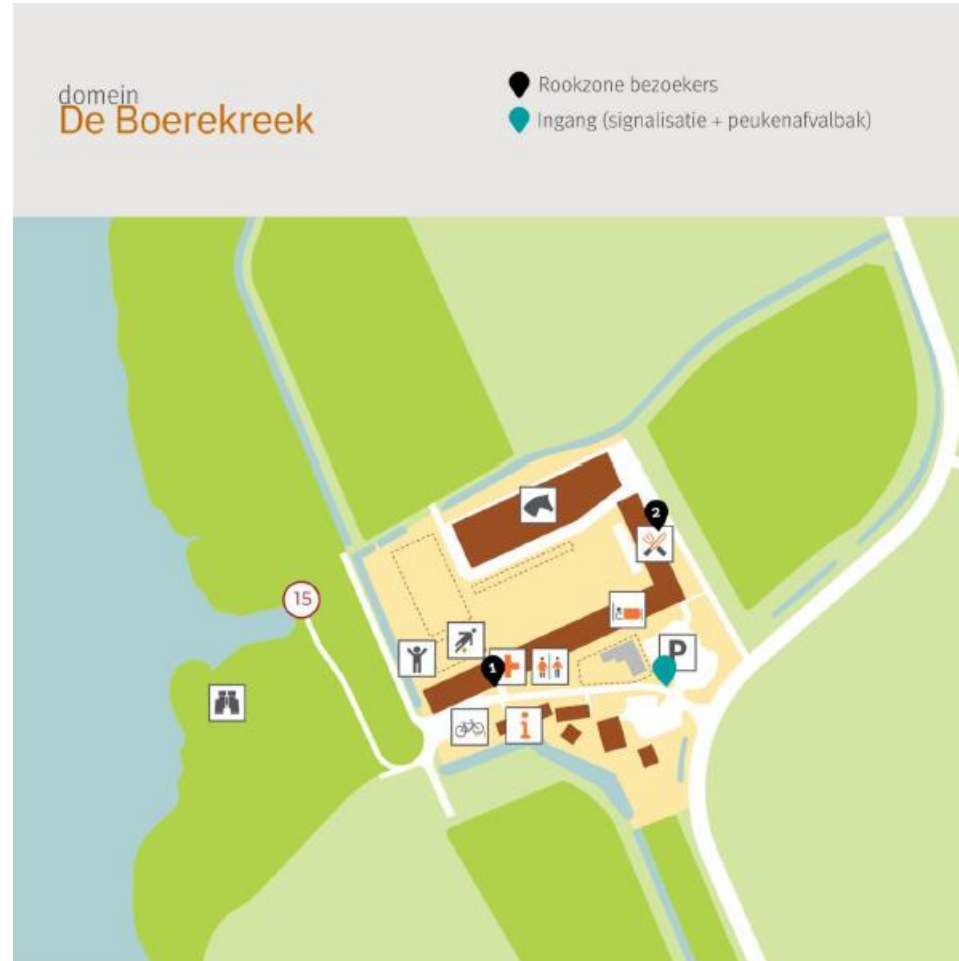 domein
De Boerekreek
Rookzone bezoekers
Ingang (signalisatie + peukenafvalbak)
2
15
1
P
i